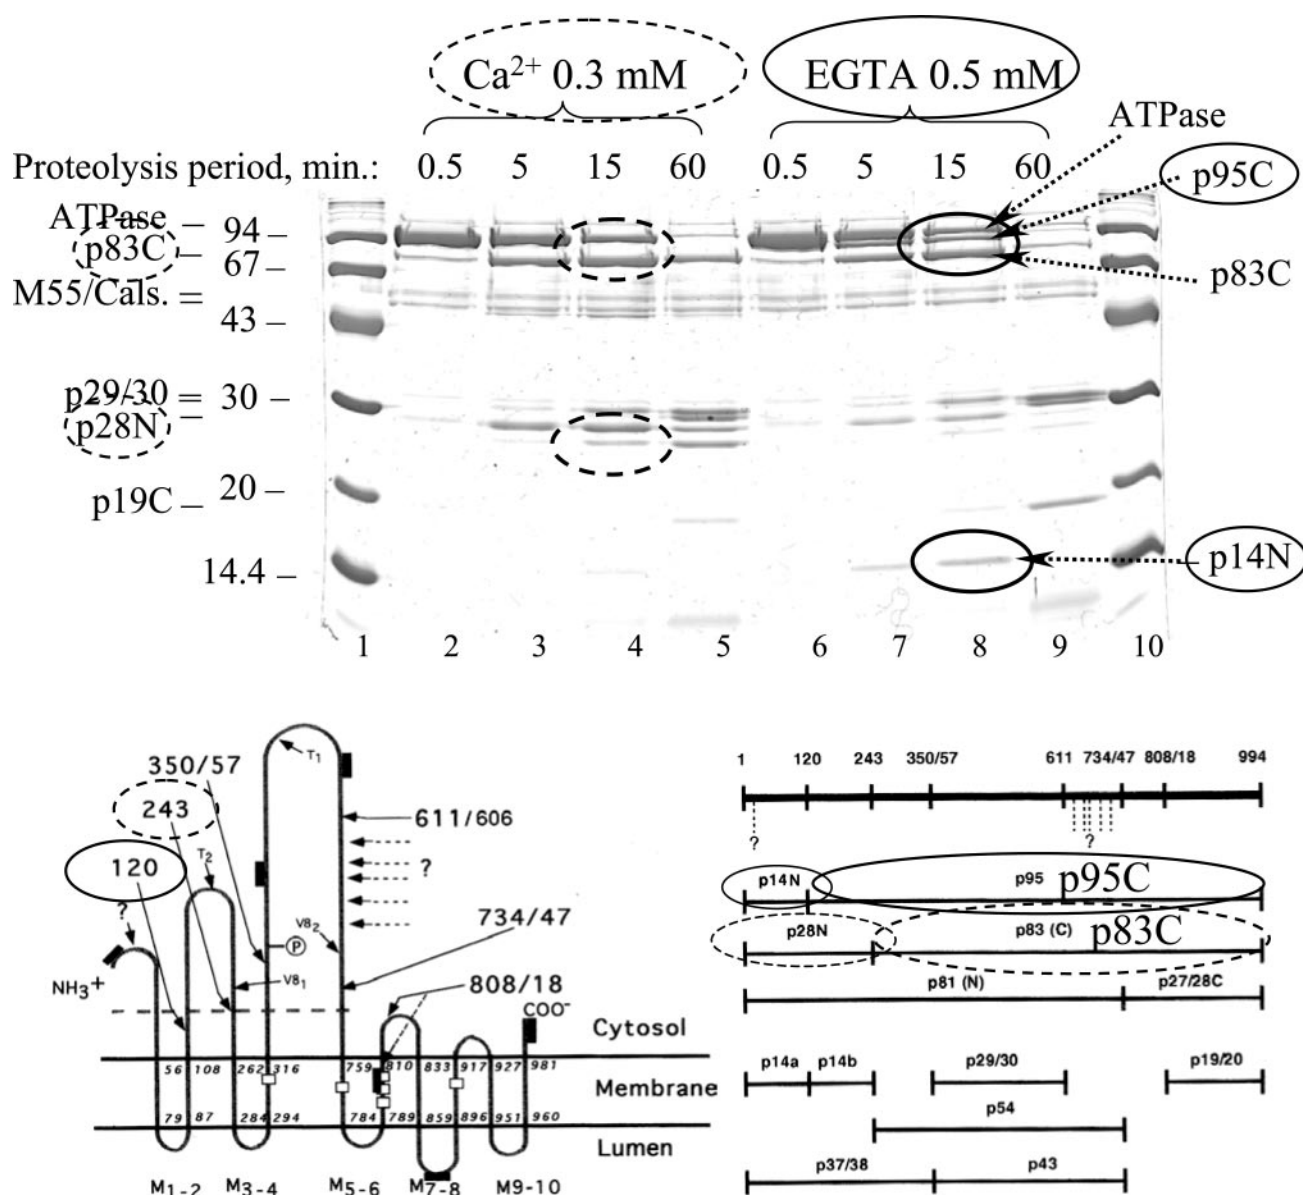 Ca²⁺ 0.3 mM EGTA 0.5 mM
ATPase
Proteolysis period, min.: 0.5 5 15 60 0.5 5 15 60
p95C
ATPase
94
p83C
67
p83C
M55/Cals.
43
p29/30
30
p28N
20
p19C
14.4
p14N
1 2 3 4 5 6 7 8 9 10
350/57
T₁
243
611/606
120
T₂
?
?
V8₂
734/47
P
NH₃+
V8₁
808/18
COO⁻
Cytosol
56 108 262 316 759 810 833 917 927 981
Membrane
79 87 284 294 784 789 859 896 951 960
Lumen
M₁₋₂ M₃₋₄ M₅₋₆ M₇₋₈ M9-10
1 120 243 350/57 611 734/47 808/18 994
? ?
p14N p95 p95C
p28N p83 (C) p83C
p81 (N) p27/28C
p14a p14b p29/30 p19/20
p54
p37/38 p43